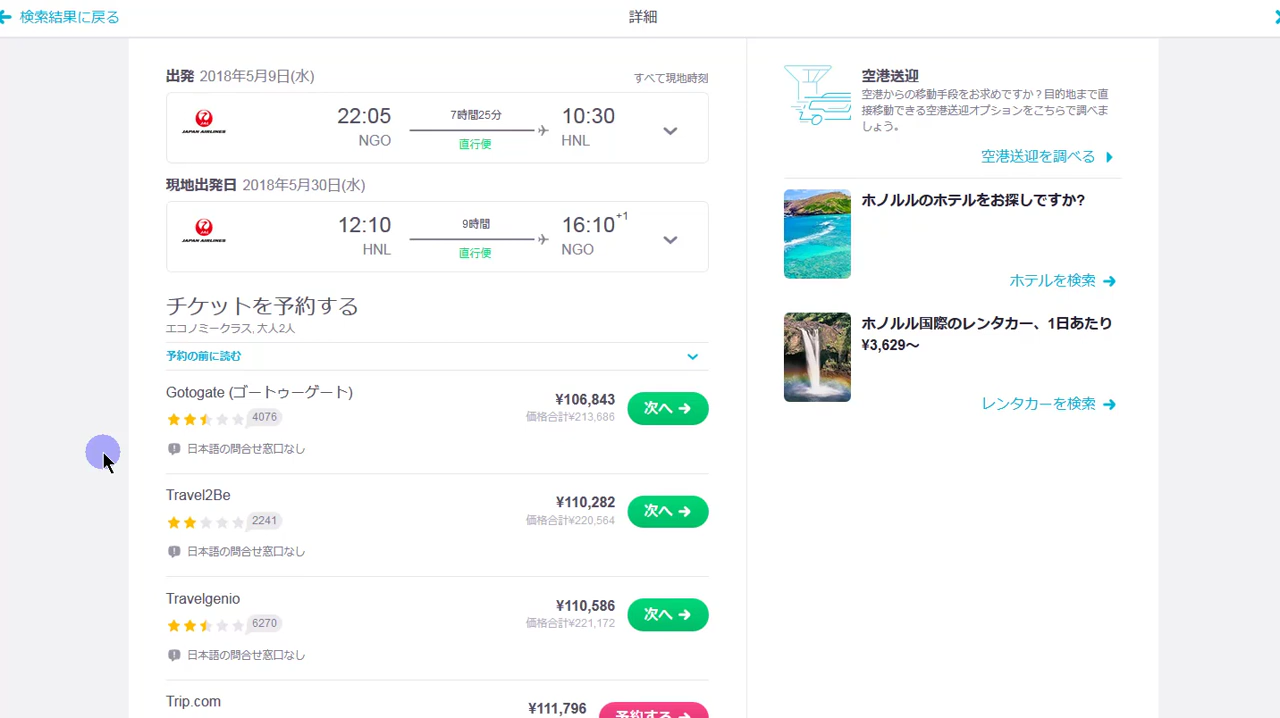 検索結果に戻る
詳細
出発 2018年5月9日(水)
すべて現地時刻
JAPAN AIRLINES
22:05
NGO
7時間25分
直行便
10:30
HNL
現地出発日 2018年5月30日(水)
JAPAN AIRLINES
12:10
HNL
9時間
直行便
16:10+1
NGO
チケットを予約する
エコノミークラス, 大人2人
予約の前に読む
Gotogate (ゴートゥーゲート)
4076
日本語の問合せ窓口なし
¥106,843
価格合計¥213,686
次へ
Travel2Be
2241
日本語の問合せ窓口なし
¥110,282
価格合計¥220,564
次へ
Travelgenio
6270
日本語の問合せ窓口なし
¥110,586
価格合計¥221,172
次へ
Trip.com
¥111,796
予約する
空港送迎
空港からの移動手段をお求めですか？目的地まで直
接移動できる空港送迎オプションをこちらで調べま
しょう。
空港送迎を調べる
ホノルルのホテルをお探しですか?
ホテルを検索
ホノルル国際のレンタカー、1日あたり
¥3,629～
レンタカーを検索